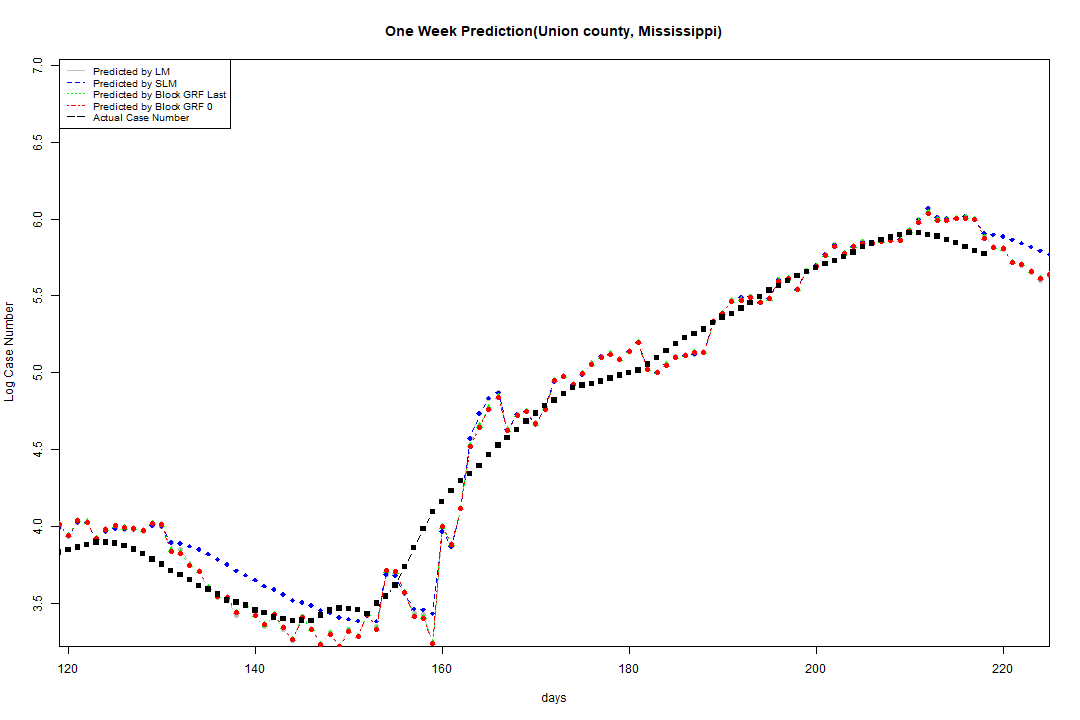 One Week Prediction(Union county, Mississippi)
7.0
Predicted by LM
Predicted by SLM
Predicted by Block GRF Last
Predicted by Block GRF 0
Actual Case Number
6.5
6.0
5.5
5.0
4.5
4.0
3.5
Log Case Number
120 140 160 180 200 220
days